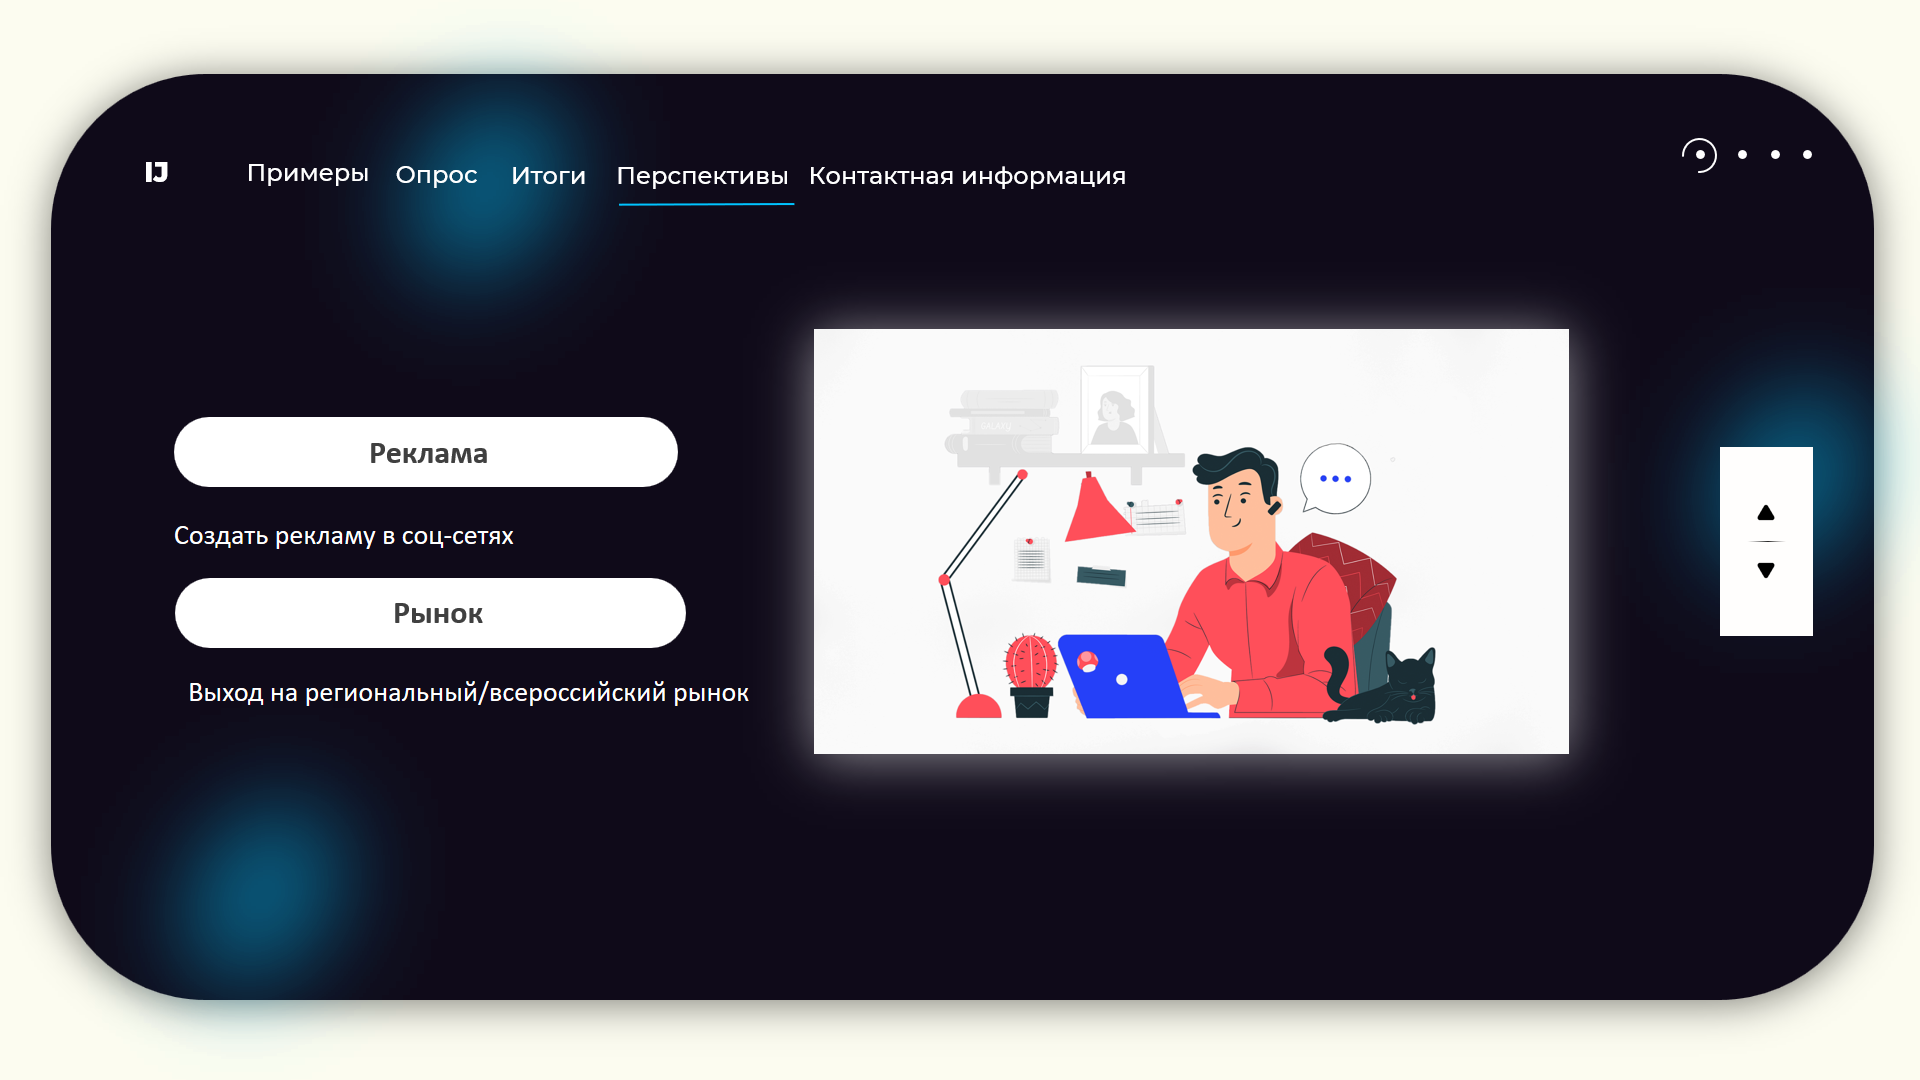 IJ
Примеры Опрос Итоги Перспективы Контактная информация
Реклама
Создать рекламу в соц-сетях
Рынок
Выход на региональный/всероссийский рынок